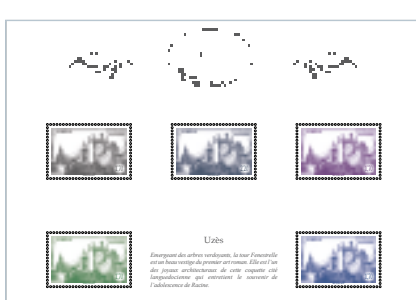 Uzès
Emergeant des arbres verdoyants, la tour Fenestrelle
est un beau vestige du premier art roman. Elle est l'un
des joyaux architecturaux de cette coquette cité
languedocienne qui entretient le souvenir de
l'adolescence de Racine.